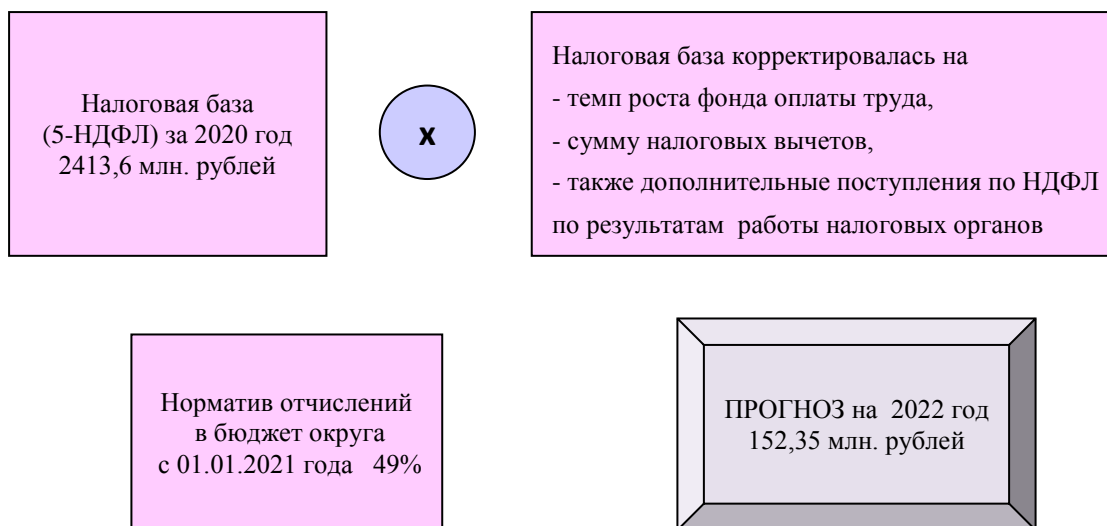 Налоговая база
(5-НДФЛ) за 2020 год
2413,6 млн. рублей
x
Налоговая база корректировалась на
- темп роста фонда оплаты труда,
- сумму налоговых вычетов,
- также дополнительные поступления по НДФЛ
по результатам работы налоговых органов
Норматив отчислений
в бюджет округа
с 01.01.2021 года 49%
ПРОГНОЗ на 2022 год
152,35 млн. рублей